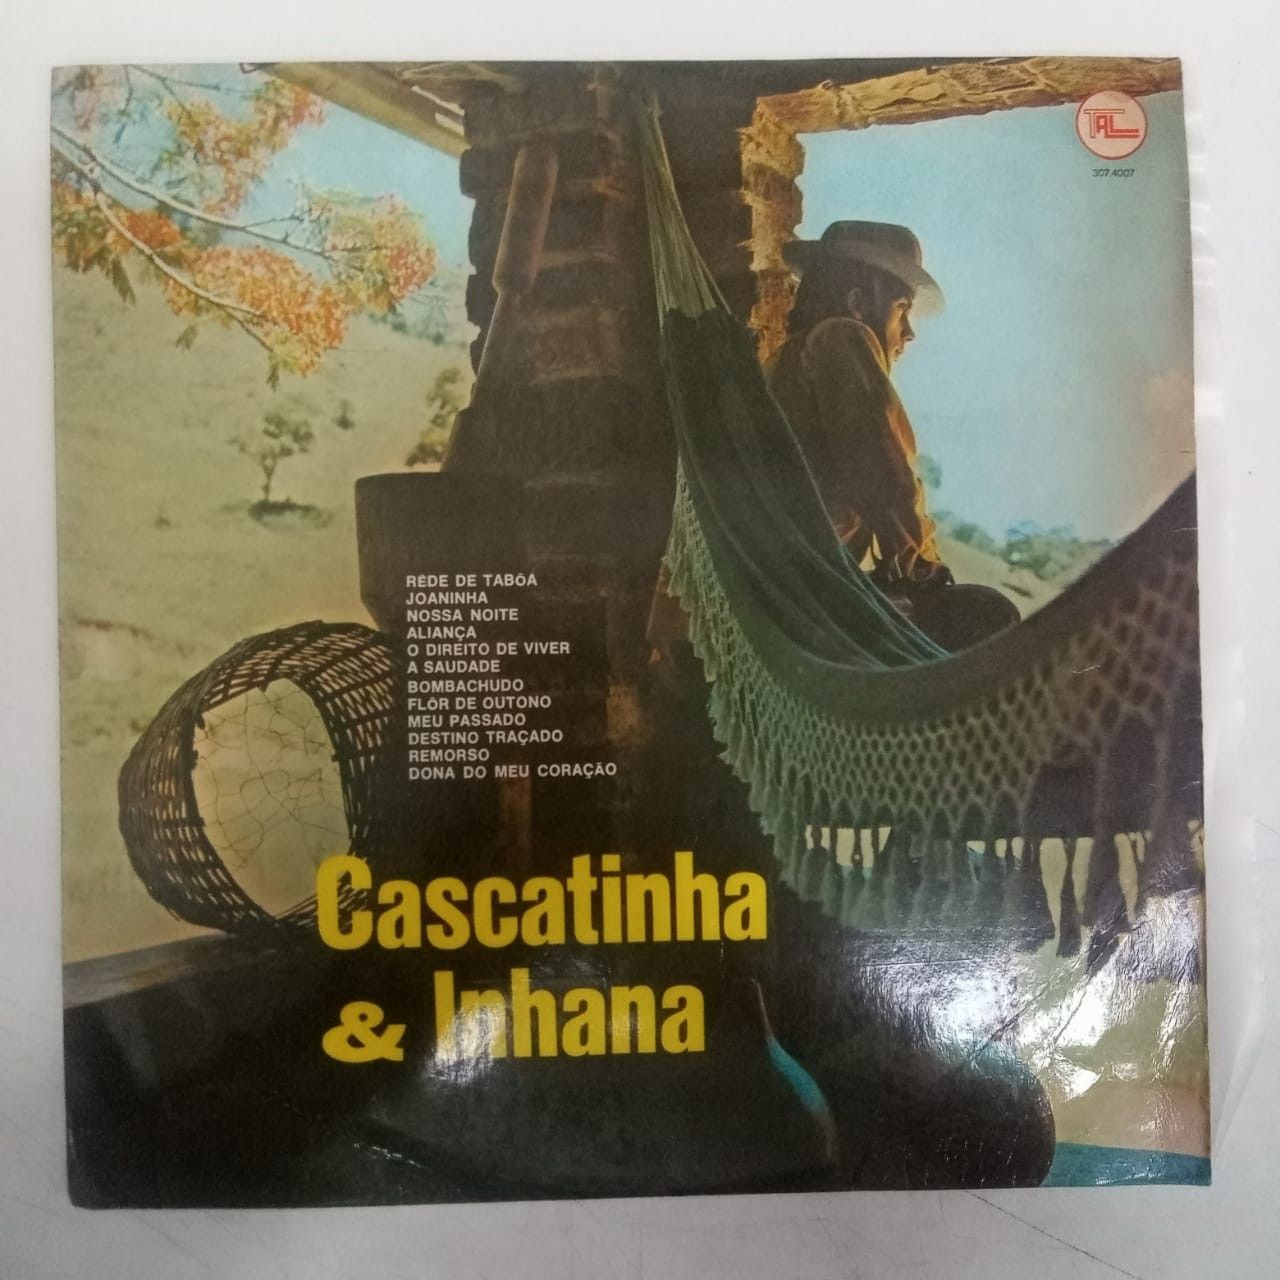 TAL
307.4007
RÊDE DE TABÔA
JOANINHA
NOSSA NOITE
ALIANÇA
O DIREITO DE VIVER
A SAUDADE
BOMBACHUDO
FLÔR DE OUTONO
MEU PASSADO
DESTINO TRAÇADO
REMORSO
DONA DO MEU CORAÇÃO
Cascatinha
& Inhana